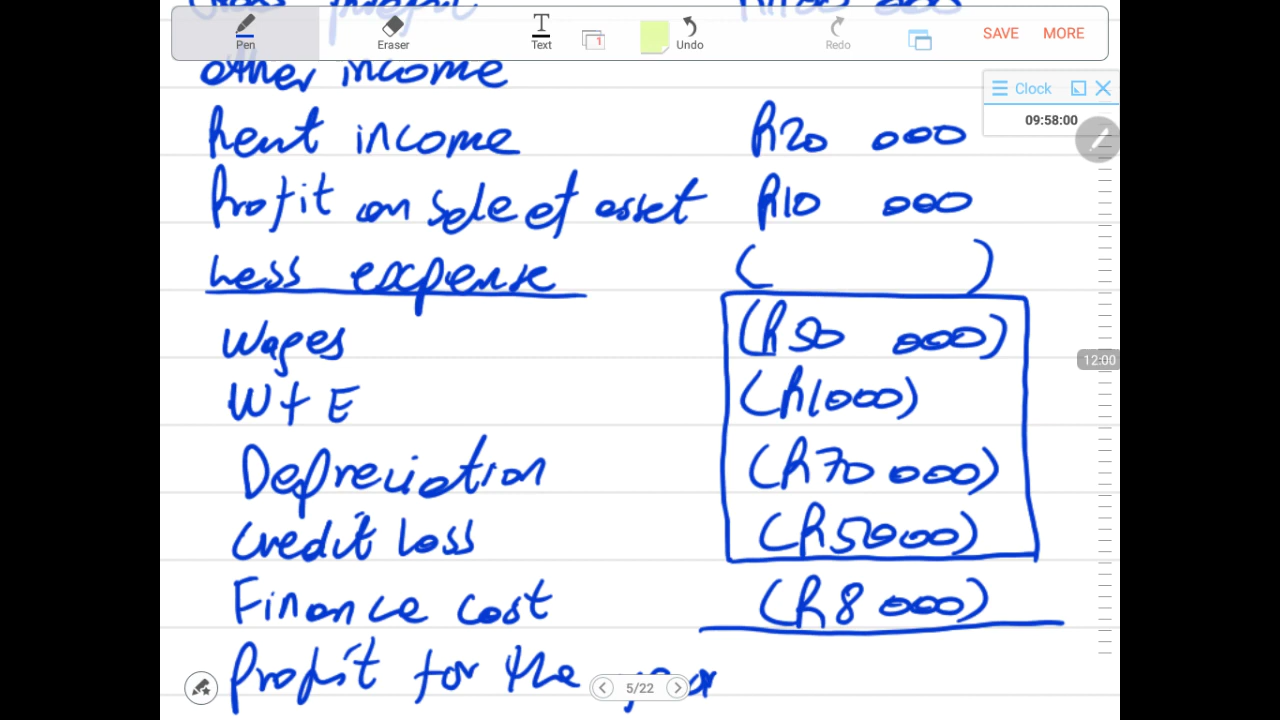 Pen Eraser Text 1 Undo Redo SAVE MORE
other income
Clock
09:58:00
Rent income R20 000
Profit on sale of asset R10 000
Less expense ( )
Wages (R50 000)
12:00
W + E (R1000)
Depreciation (R70 000)
Credit loss (R5000)
Finance cost (R8 000)
Profit for the year
5/22